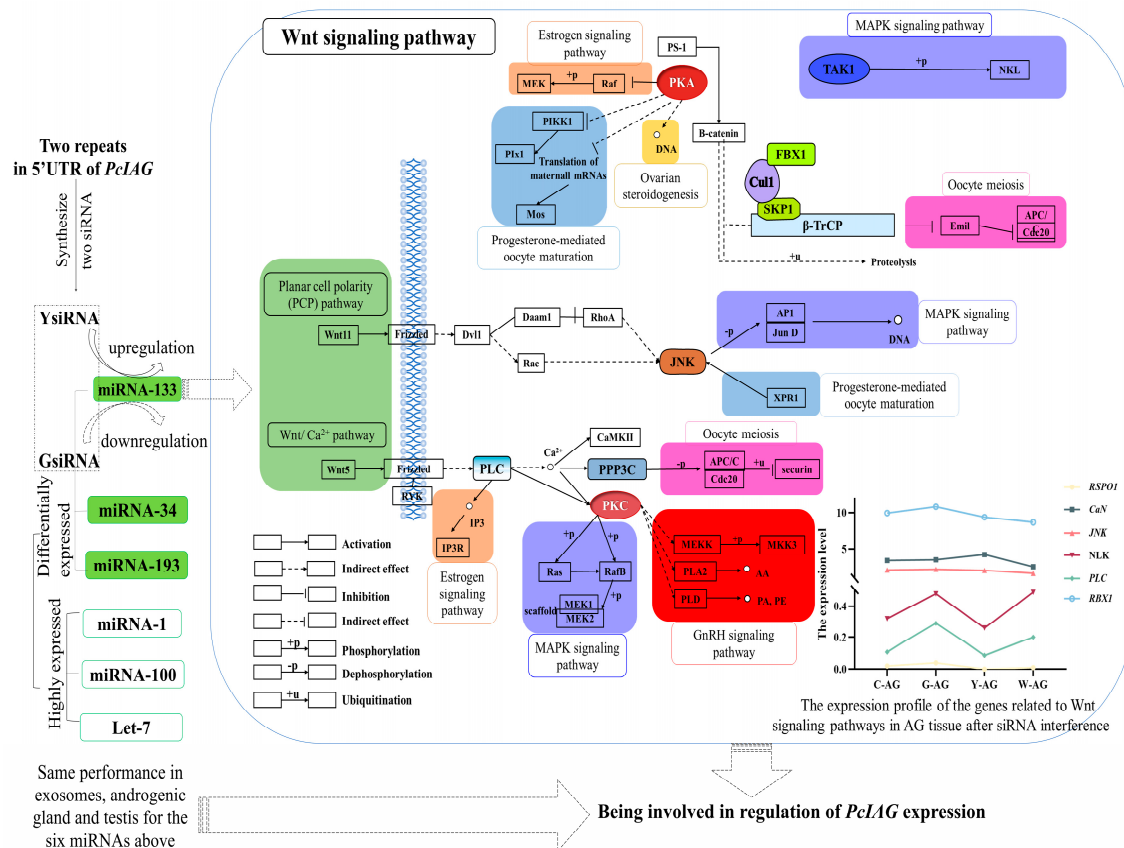 Wnt signaling pathway
Estrogen signaling
pathway
MEK
+p
Raf
PKA
PS-1
MAPK signaling pathway
TAK1
+p
NKL
PIKK1
PIx1
Translation of
maternall mRNAs
Mos
Progesterone-mediated
oocyte maturation
DNA
Ovarian
steroidogenesis
B-catenin
FBX1
Cul1
SKP1
β-TrCP
+u
Proteolysis
Oocyte meiosis
Emil
APC/
C
Cdc20
Two repeats
in 5’UTR of PcIAG
Synthesize
two siRNA
YsiRNA
upregulation
miRNA-133
downregulation
GsiRNA
Differentially
expressed
miRNA-34
miRNA-193
Highly expressed
miRNA-1
miRNA-100
Let-7
Planar cell polarity
(PCP) pathway
Wnt11
Frizzled
Dvl1
Daam1
RhoA
Rac
JNK
-p
AP1
Jun D
DNA
MAPK signaling
pathway
XPR1
Progesterone-mediated
oocyte maturation
Wnt/ Ca²⁺ pathway
Wnt5
Frizzled
RYK
PLC
Ca²⁺
CaMKII
PPP3C
-p
Oocyte meiosis
APC/C
Cdc20
+u
securin
IP3
IP3R
Estrogen
signaling
pathway
PKC
+p
+p
Ras
RafB
+p
scaffold
MEK1
MEK2
MAPK signaling
pathway
MEKK
+p
MKK3
PLA2
AA
PLD
PA, PE
GnRH signaling
pathway
Activation
Indirect effect
Inhibition
Indirect effect
+p
Phosphorylation
-p
Dephosphorylation
+u
Ubiquitination
The expression level
10
5
0.4
0.2
0.0
C-AG
G-AG
Y-AG
W-AG
RSPO1
CaN
JNK
NLK
PLC
RBX1
The expression profile of the genes related to Wnt
signaling pathways in AG tissue after siRNA interference
Same performance in
exosomes, androgenic
gland and testis for the
six miRNAs above
Being involved in regulation of PcIAG expression